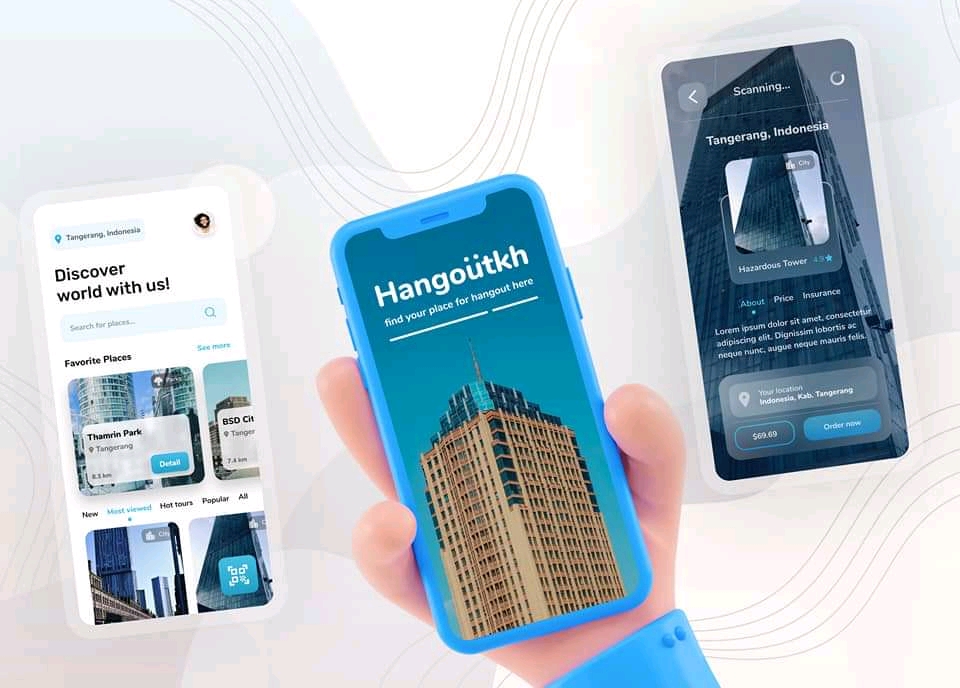 Tangerang, Indonesia
Discover
world with us!
Search for places...
Favorite Places
See more
Parks
Thamrin Park
Tangerang
8.3 km
Detail
BSD Cit
Tanger
7.4 km
New
Most viewed
Hot tours
Popular
All
City
C
Hangoütkh
find your place for hangout here
Scanning...
Tangerang, Indonesia
City
Hazardous Tower
4.9
About
Price
Insurance
Lorem ipsum dolor sit amet, consectetur
adipiscing elit. Dignissim lobortis ac
neque nunc, augue neque mauris felis.
Your location
Indonesia, Kab. Tangerang
$69.69
Order now